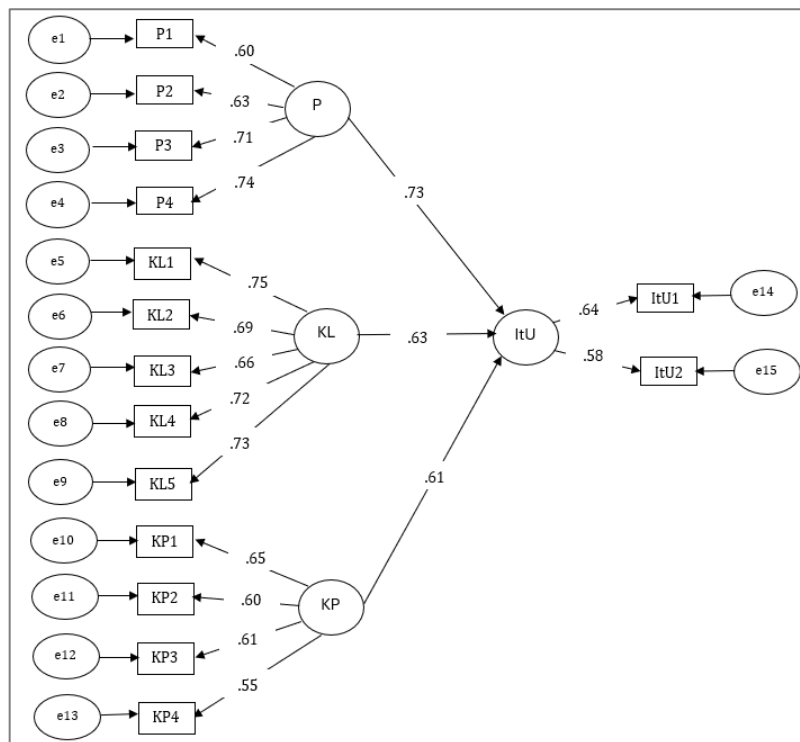 e1
P1
.60
e2
P2
.63
P
e3
P3
.71
e4
P4
.74
.73
e5
KL1
.75
e6
KL2
.69
KL
.63
ItU
.64
ItU1
e14
e7
KL3
.66
.58
ItU2
e15
e8
KL4
.72
e9
KL5
.73
.61
e10
KP1
.65
e11
KP2
.60
KP
e12
KP3
.61
e13
KP4
.55